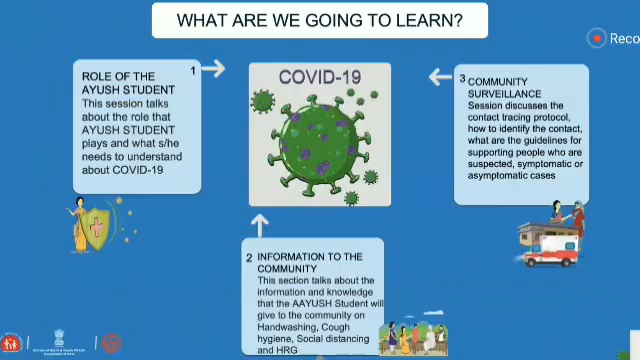 WHAT ARE WE GOING TO LEARN?
Reco
1
ROLE OF THE
AYUSH STUDENT
This session talks
about the role that
AYUSH STUDENT
plays and what s/he
needs to understand
about COVID-19
COVID-19
3
COMMUNITY
SURVEILLANCE
Session discusses the
contact tracing protocol,
how to identify the contact,
what are the guidelines for
supporting people who are
suspected, symptomatic or
asymptomatic cases
2
INFORMATION TO THE
COMMUNITY
This section talks about the
information and knowledge
that the AAYUSH Student will
give to the community on
Handwashing, Cough
hygiene, Social distancing
and HRG